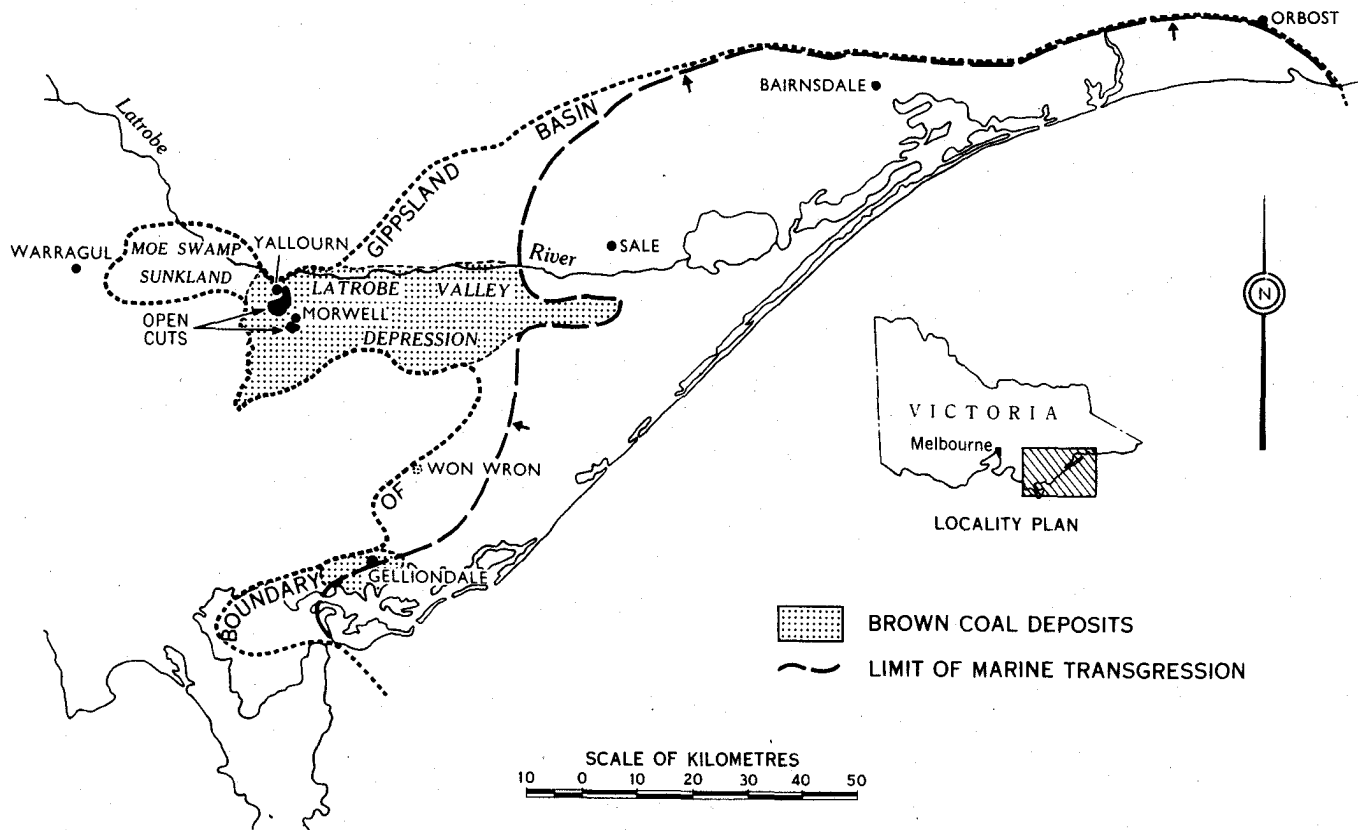 ORBOST
BAIRNSDALE
Latrobe
GIPPSLAND BASIN
WARRAGUL
MOE SWAMP
SUNKLAND
YALLOURN
River
SALE
LATROBE VALLEY
DEPRESSION
MORWELL
OPEN
CUTS
N
VICTORIA
Melbourne
LOCALITY PLAN
WON WRON
BOUNDARY OF
GELLIONDALE
BROWN COAL DEPOSITS
LIMIT OF MARINE TRANSGRESSION
SCALE OF KILOMETRES
10 0 10 20 30 40 50